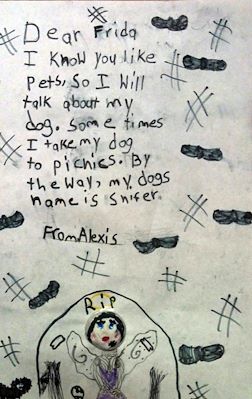 Dear Frida
I know you like
Pets, So I will
talk about my
dog. Some times
I take my dog
to picnics. By
the way, my dogs
name is Snifer.
From Alexis
Rip